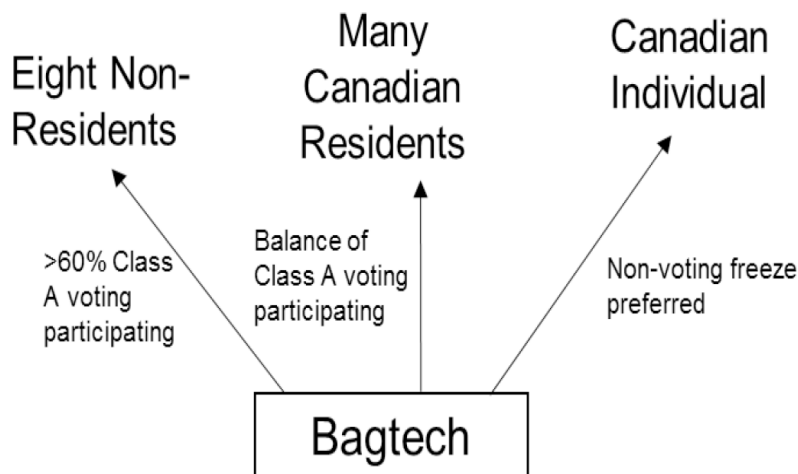 Eight Non-
Residents
Many
Canadian
Residents
Canadian
Individual
>60% Class
A voting
participating
Balance of
Class A voting
participating
Non-voting freeze
preferred
Bagtech